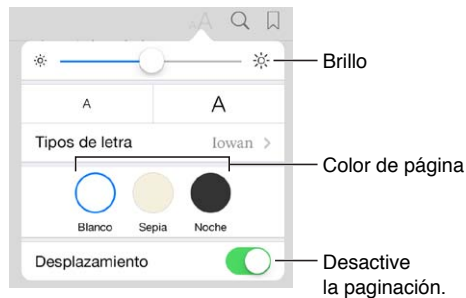 AA
Brillo
A A
Tipos de letra Iowan >
Color de página
Blanco Sepia Noche
Desplazamiento
Desactive
la paginación.